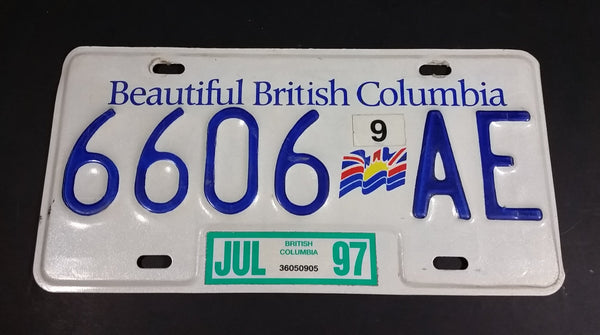 Beautiful British Columbia
9
6606 AE
JUL BRITISH COLUMBIA 97
36050905